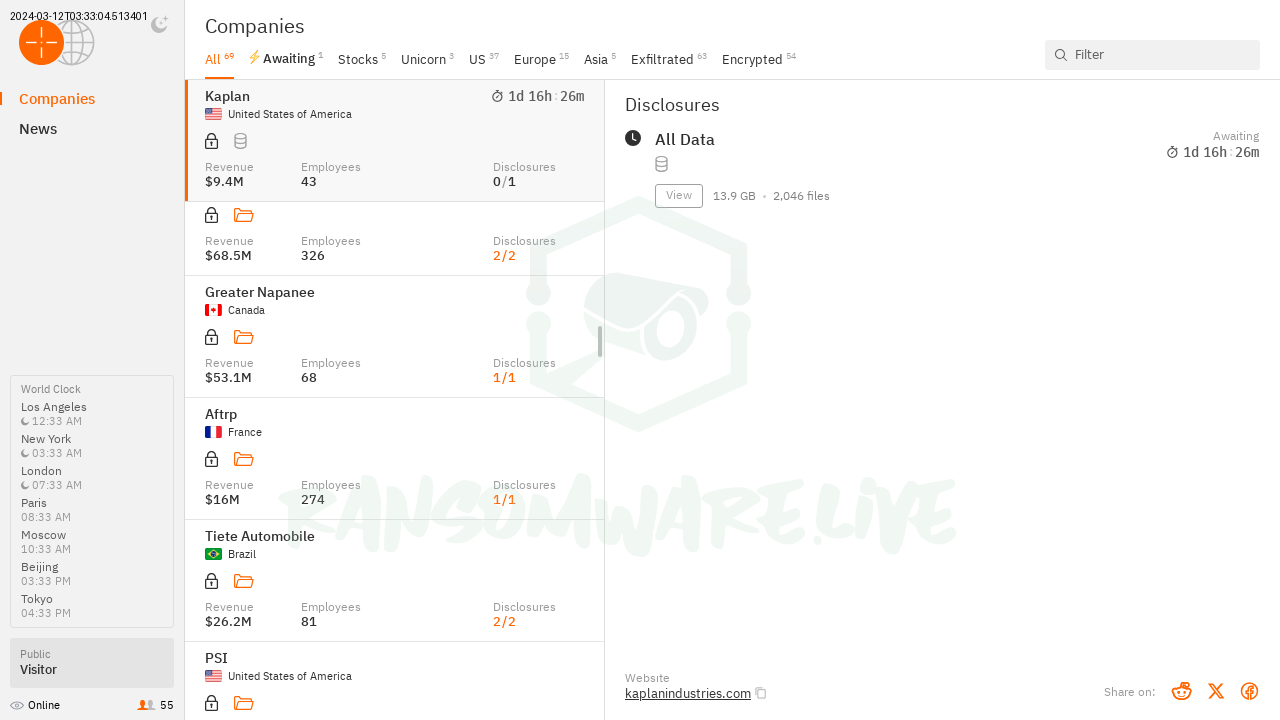 2024-03-12T03:33:04.513401
Companies
News
World Clock
Los Angeles
12:33 AM
New York
03:33 AM
London
07:33 AM
Paris
08:33 AM
Moscow
10:33 AM
Beijing
03:33 PM
Tokyo
04:33 PM
Public
Visitor
Online 55
Companies
All 69 Awaiting 1 Stocks 5 Unicorn 3 US 37 Europe 15 Asia 5 Exfiltrated 63 Encrypted 54
Filter
Kaplan 1d 16h : 26m
United States of America
Revenue Employees Disclosures
$9.4M 43 0/1
Revenue Employees Disclosures
$68.5M 326 2/2
Greater Napanee
Canada
Revenue Employees Disclosures
$53.1M 68 1/1
Aftrp
France
Revenue Employees Disclosures
$16M 274 1/1
Tiete Automobile
Brazil
Revenue Employees Disclosures
$26.2M 81 2/2
PSI
United States of America
Disclosures
All Data Awaiting
1d 16h : 26m
View 13.9 GB • 2,046 files
RANSOMWARE.LIVE
Website
kaplanindustries.com
Share on: